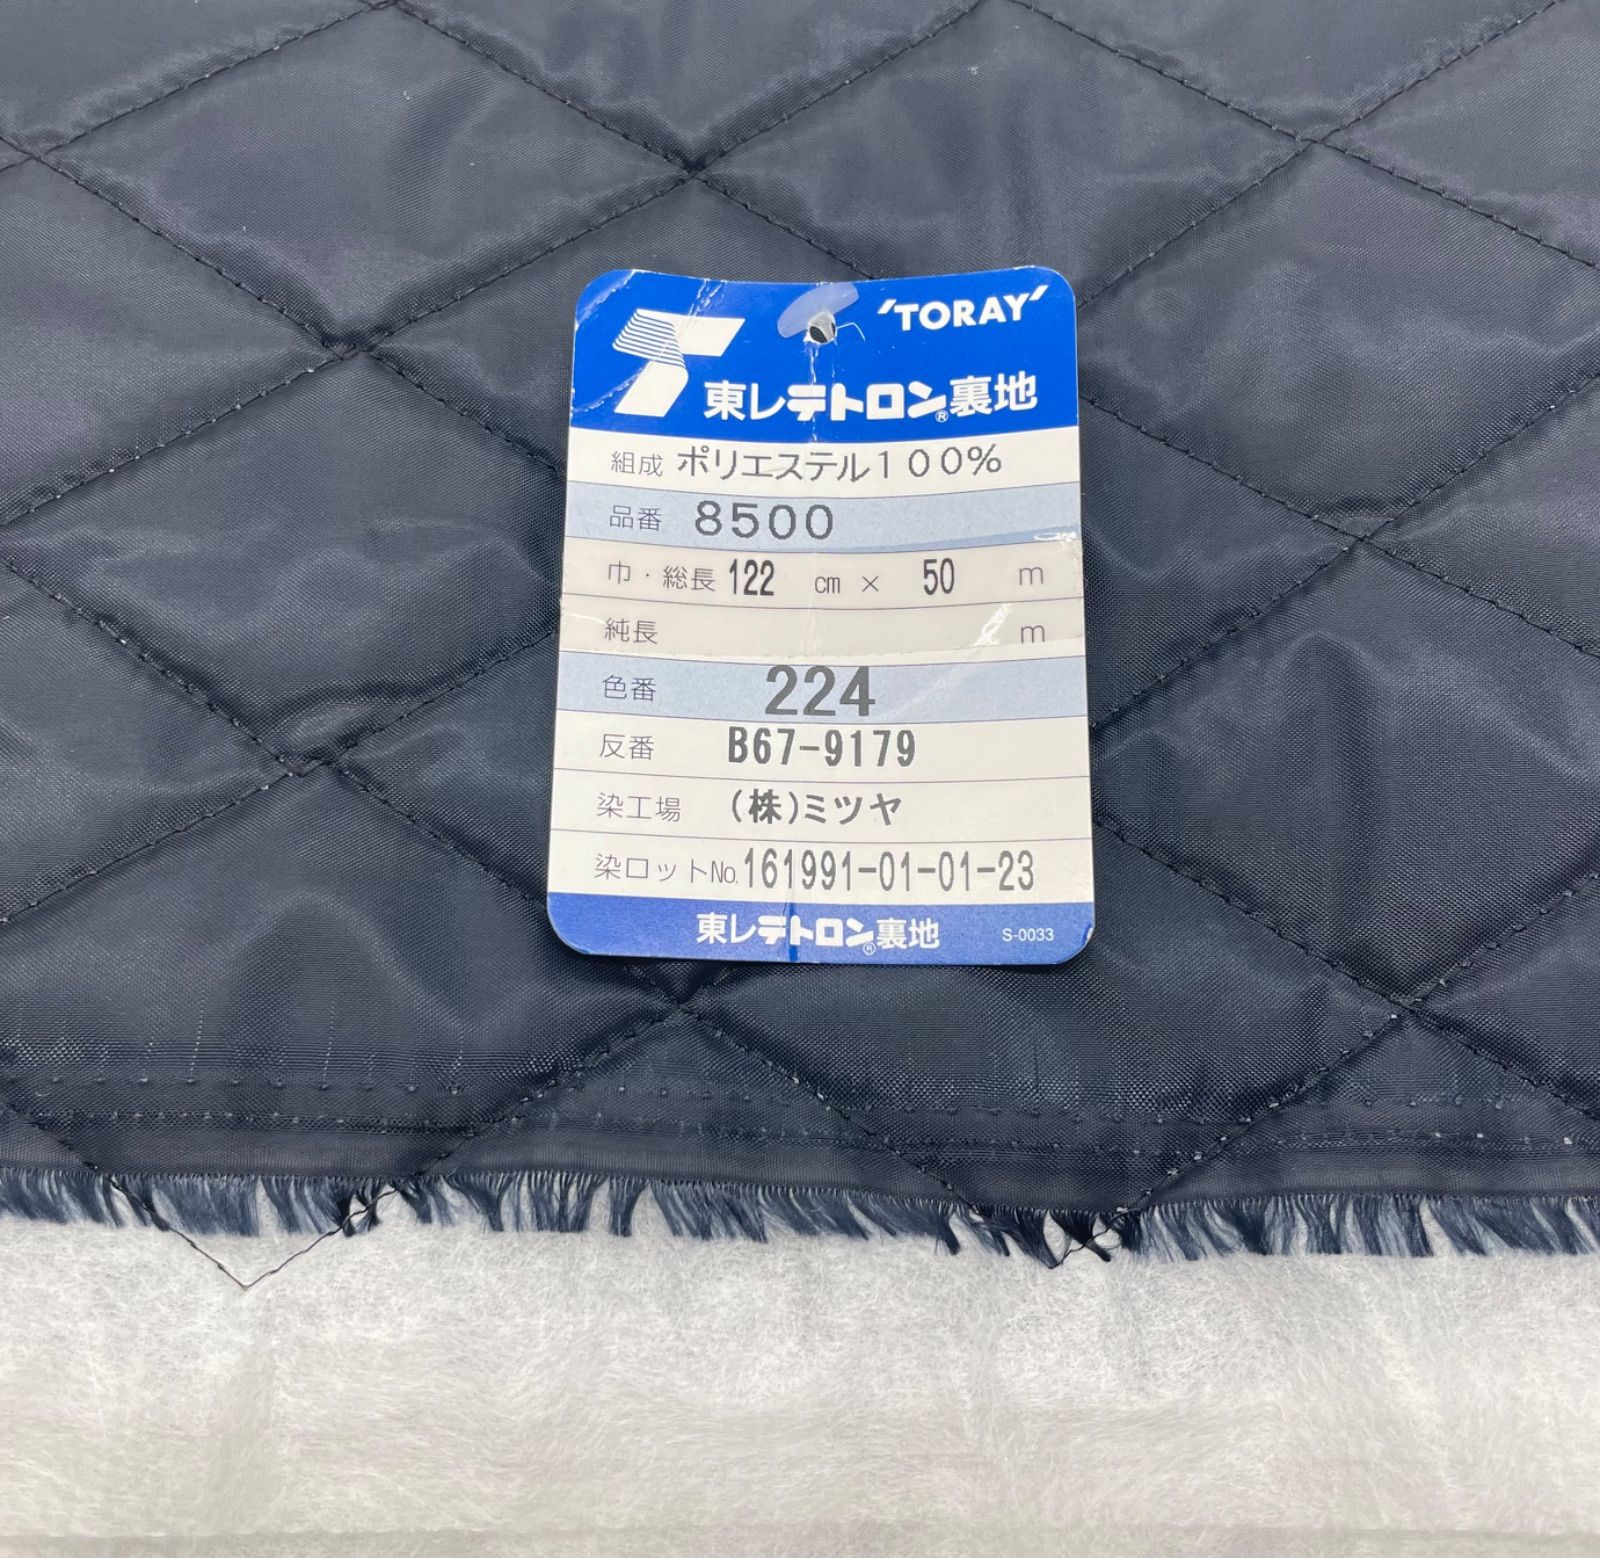 'TORAY'
東レテトロン®裏地
組成 ポリエステル100%
品番 8500
巾・総長 122 cm × 50 m
純長 m
色番 224
反番 B67-9179
染工場 (株)ミツヤ
染ロットNo. 161991-01-01-23
東レテトロン®裏地 S-0033